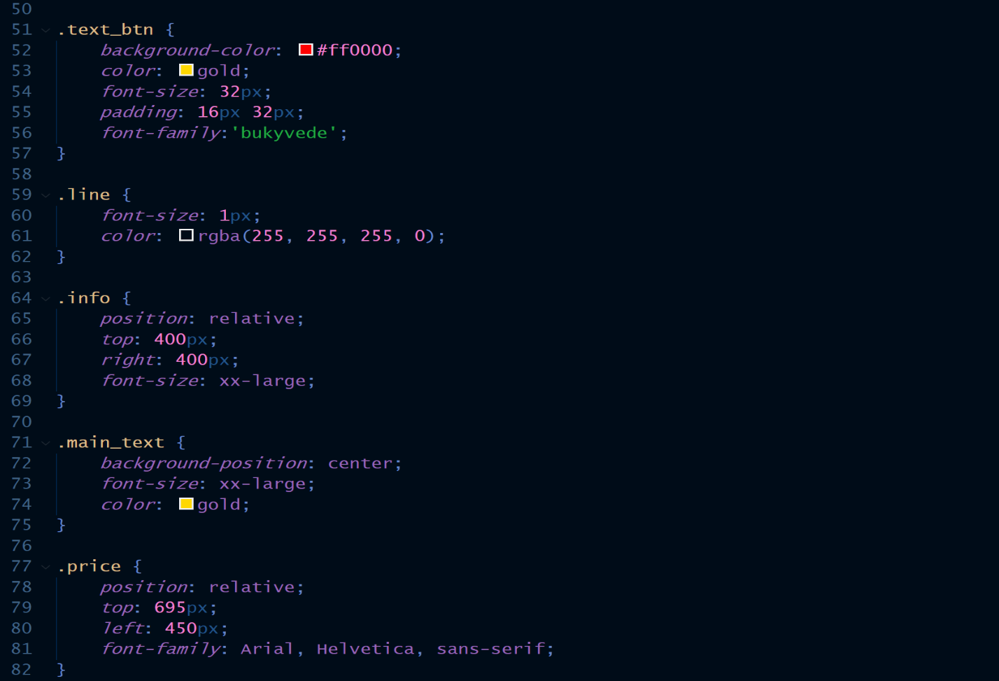 50
51 .text_btn {
52 background-color: #ff0000;
53 color: gold;
54 font-size: 32px;
55 padding: 16px 32px;
56 font-family:'bukyvede';
57 }
58
59 .line {
60 font-size: 1px;
61 color: rgba(255, 255, 255, 0);
62 }
63
64 .info {
65 position: relative;
66 top: 400px;
67 right: 400px;
68 font-size: xx-large;
69 }
70
71 .main_text {
72 background-position: center;
73 font-size: xx-large;
74 color: gold;
75 }
76
77 .price {
78 position: relative;
79 top: 695px;
80 left: 450px;
81 font-family: Arial, Helvetica, sans-serif;
82 }